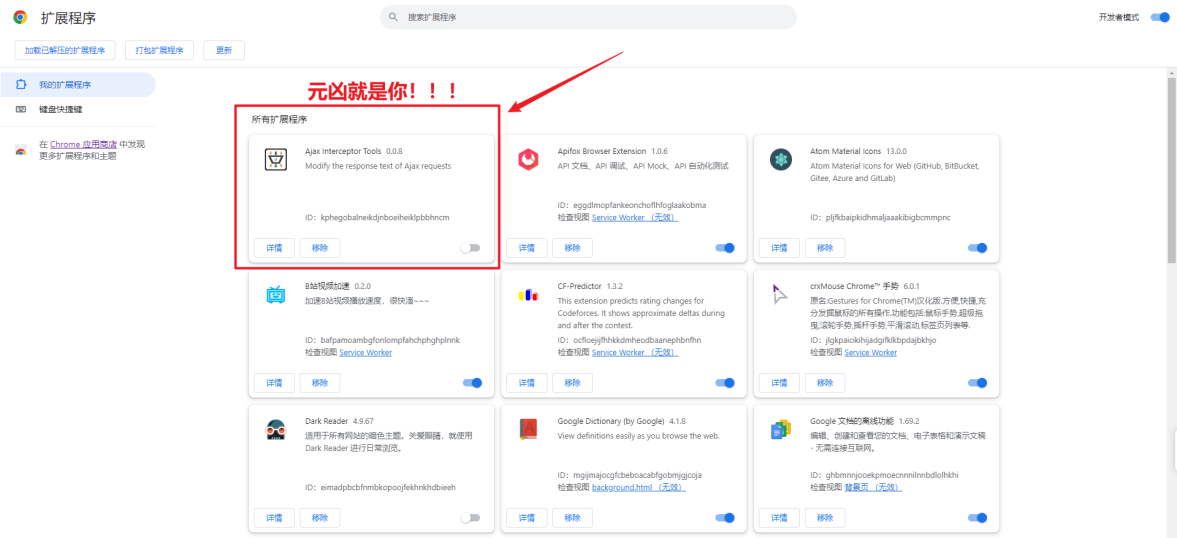 扩展程序
搜索扩展程序
开发者模式
加载已解压的扩展程序
打包扩展程序
更新
我的扩展程序
键盘快捷键
在 Chrome 应用商店 中发现
更多扩展程序和主题
元凶就是你！！！
所有扩展程序
Ajax Interceptor Tools 0.0.8
Modify the response text of Ajax requests
ID：kphegobalneikdjnboeiheiklpbbhncm
详情
移除
Apifox Browser Extension 1.0.6
API 文档、API 调试、API Mock、API 自动化测试
ID：eggdlmopfankeonchoflhfoglaakobma
检查视图 Service Worker （无效）
详情
移除
Atom Material Icons 13.0.0
Atom Material Icons for Web (GitHub, BitBucket,
Gitee, Azure and GitLab)
ID：pljfkbaipkidhmaljaaakibigbcmmpnc
详情
移除
B站视频加速 0.2.0
加速B站视频播放速度，很快滴~~~
ID：bafpamoambgfonlompfahchphghplnnk
检查视图 Service Worker
详情
移除
CF-Predictor 1.3.2
This extension predicts rating changes for
Codeforces. It shows approximate deltas during
and after the contest.
ID：ocfloejijfhhkkdmheodbaanephbnfhn
检查视图 Service Worker （无效）
详情
移除
crxMouse Chrome™ 手势 6.0.1
原名:Gestures for Chrome(TM)汉化版.方便,快捷,充
分发掘鼠标的所有操作.功能包括:鼠标手势,超级拖
曳,滚轮手势,摇杆手势,平滑滚动,标签页列表等.
ID：jlgkpaicikihijadgifklkbpdajbkhjo
检查视图 Service Worker
详情
移除
Dark Reader 4.9.67
适用于所有网站的暗色主题。关爱眼睛，就使用
Dark Reader 进行日常浏览。
ID：eimadpbcbfnmbkopoojfekhnkhdbieeh
详情
移除
Google Dictionary (by Google) 4.1.8
View definitions easily as you browse the web.
ID：mgijmajocgfcbeboacabfgobmjgjcoja
检查视图 background.html （无效）
详情
移除
Google 文档的离线功能 1.69.2
编辑、创建和查看您的文档、电子表格和演示文稿
- 无需连接互联网。
ID：ghbmnnjooekpmoecnnnilnnbdlolhkhi
检查视图 背景页 （无效）
详情
移除